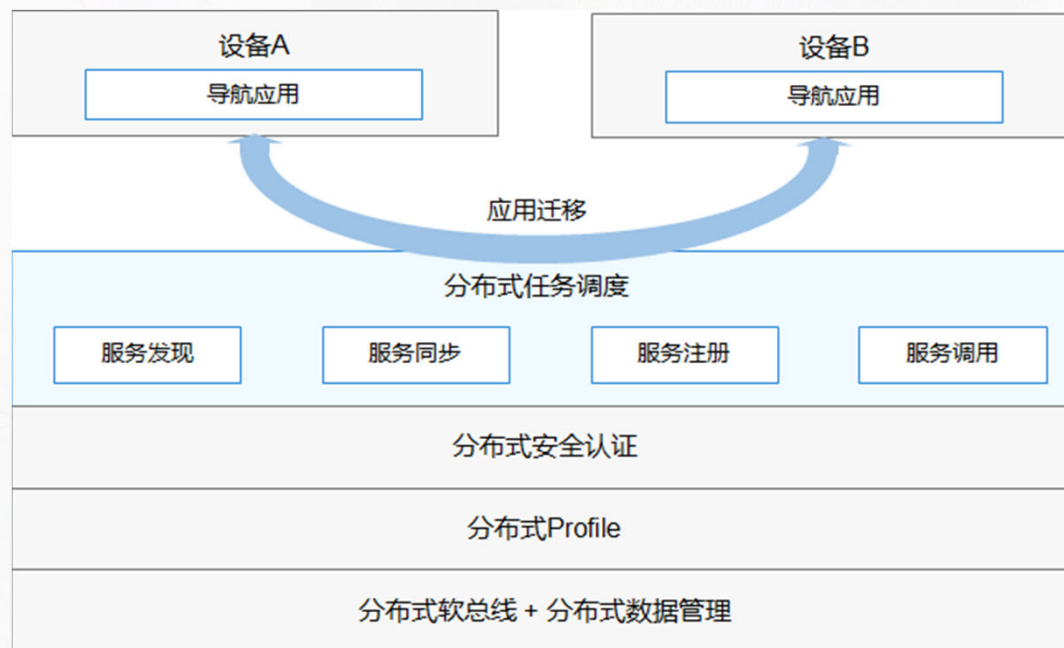 设备A
导航应用
设备B
导航应用
应用迁移
分布式任务调度
服务发现
服务同步
服务注册
服务调用
分布式安全认证
分布式Profile
分布式软总线 + 分布式数据管理